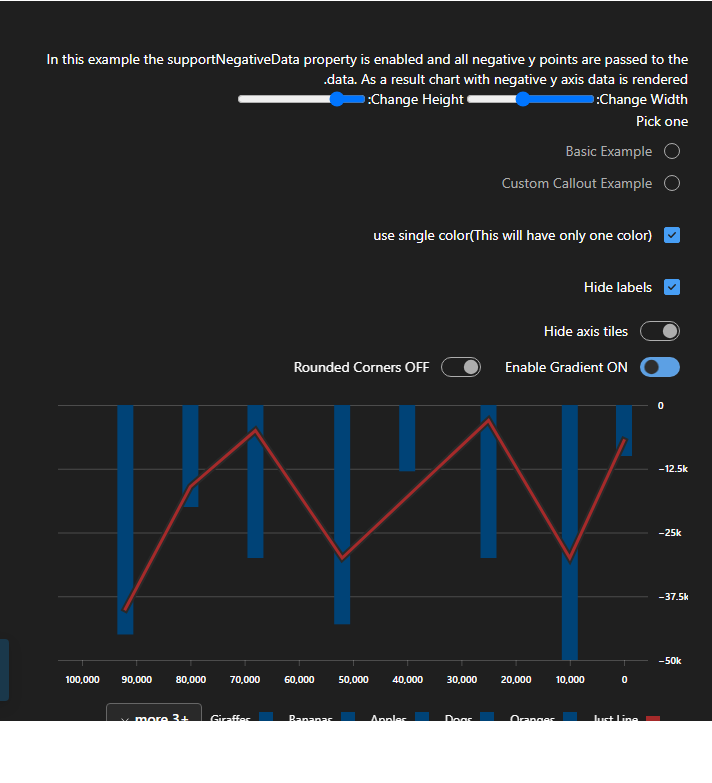 In this example the supportNegativeData property is enabled and all negative y points are passed to the
.data. As a result chart with negative y axis data is rendered
:Change Height :Change Width
Pick one
Basic Example
Custom Callout Example
use single color(This will have only one color)
Hide labels
Hide axis tiles
Rounded Corners OFF Enable Gradient ON
0
−12.5k
−25k
−37.5k
−50k
100,000 90,000 80,000 70,000 60,000 50,000 40,000 30,000 20,000 10,000 0
more 3+ Giraffes Bananas Apples Dogs Oranges Just Line